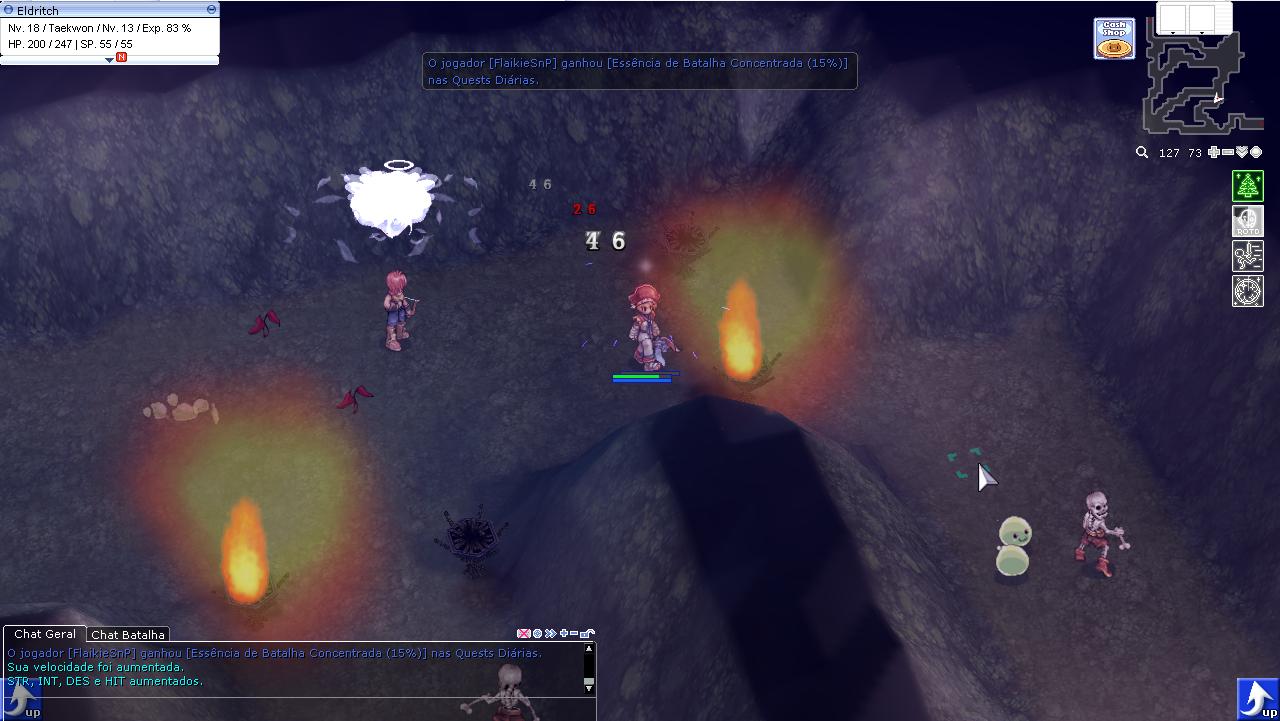 Eldritch
Nv. 18 / Taekwon / Nv. 13 / Exp. 83 %
HP. 200 / 247 | SP. 55 / 55
N
O jogador [FlaikieSnP] ganhou [Essência de Batalha Concentrada (15%)]
nas Quests Diárias.
Cash
Shop
127 73
ROTD
4 6
2 6
4 6
Chat Geral
Chat Batalha
O jogador [FlaikieSnP] ganhou [Essência de Batalha Concentrada (15%)] nas Quests Diárias.
Sua velocidade foi aumentada.
STR, INT, DES e HIT aumentados.
up
up